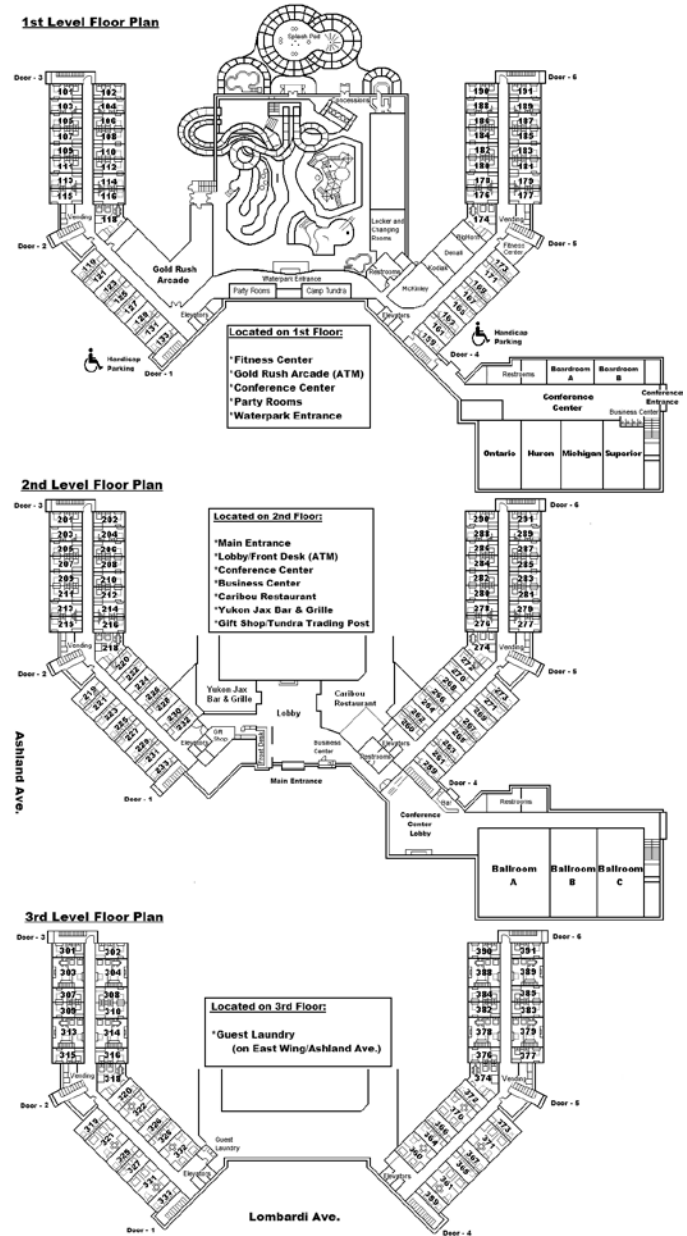 1st Level Floor Plan
Splash Pad
Door - 3
Door - 6
101 102
103 104
105 106
107 108
109 110
111 112
113 114
115 116
118
Vending
Door - 2
119
121
123
125
127
129
131
133
Gold Rush
Arcade
Concessions
Locker and
Changing
Rooms
Restrooms
McKinley
Kodiak
Denali
BigHorn
190 191
188 189
186 187
184 185
182 183
180 181
178 179
176 177
174
Vending
Fitness
Center
Door - 5
173
171
169
167
165
163
161
159
Waterpark Entrance
Party Rooms
Camp Tundra
Elevators
Elevators
Handicap
Parking
Handicap
Parking
Door - 1
Door - 4
Located on 1st Floor:
*Fitness Center
*Gold Rush Arcade (ATM)
*Conference Center
*Party Rooms
*Waterpark Entrance
Restrooms
Boardroom
A
Boardroom
B
Conference
Entrance
Conference
Center
Business Center
Ontario
Huron
Michigan
Superior
2nd Level Floor Plan
Door - 3
Door - 6
201 202
203 204
205 206
207 208
209 210
211 212
213 214
215 216
218
Vending
Door - 2
219
221
223
225
227
229
231
233
220
222
224
226
228
230
232
Located on 2nd Floor:
*Main Entrance
*Lobby/Front Desk (ATM)
*Conference Center
*Business Center
*Caribou Restaurant
*Yukon Jax Bar & Grille
*Gift Shop/Tundra Trading Post
290 291
288 289
286 287
284 285
282 283
280 281
278 279
276 277
274
Vending
Door - 5
272
270
268
266
264
262
260
273
271
269
267
265
263
261
259
Yukon Jax
Bar & Grille
Lobby
Caribou
Restaurant
Elevators
Gift
Shop
Front Desk
Business
Center
Restrooms
Elevators
Main Entrance
Door - 1
Door - 4
Ashland Ave.
Bar
Restrooms
Conference
Center
Lobby
Ballroom
A
Ballroom
B
Ballroom
C
3rd Level Floor Plan
Door - 3
Door - 6
301 302
303 304
307 308
309 310
313 314
315 316
318
Vending
Door - 2
319
321
325
327
331
333
320
322
326
328
332
Located on 3rd Floor:
*Guest Laundry
(on East Wing/Ashland Ave.)
390 391
388 389
384 385
382 383
378 379
376 377
374
Vending
Door - 5
372
370
366
364
360
373
371
367
365
361
359
Guest
Laundry
Elevators
Elevators
Door - 1
Door - 4
Lombardi Ave.